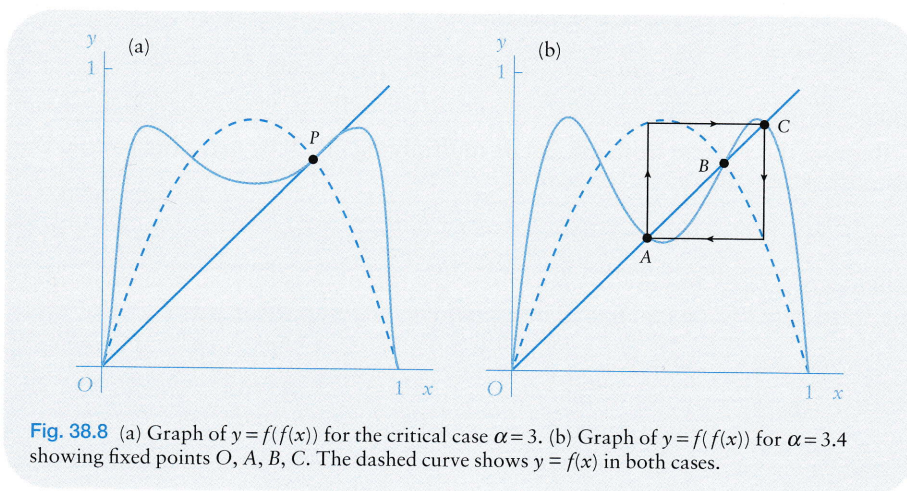 y
(a)
1
P
O
1
x
y
(b)
1
C
B
A
O
1
x
Fig. 38.8 (a) Graph of y = f(f(x)) for the critical case α = 3. (b) Graph of y = f(f(x)) for α = 3.4
showing fixed points O, A, B, C. The dashed curve shows y = f(x) in both cases.